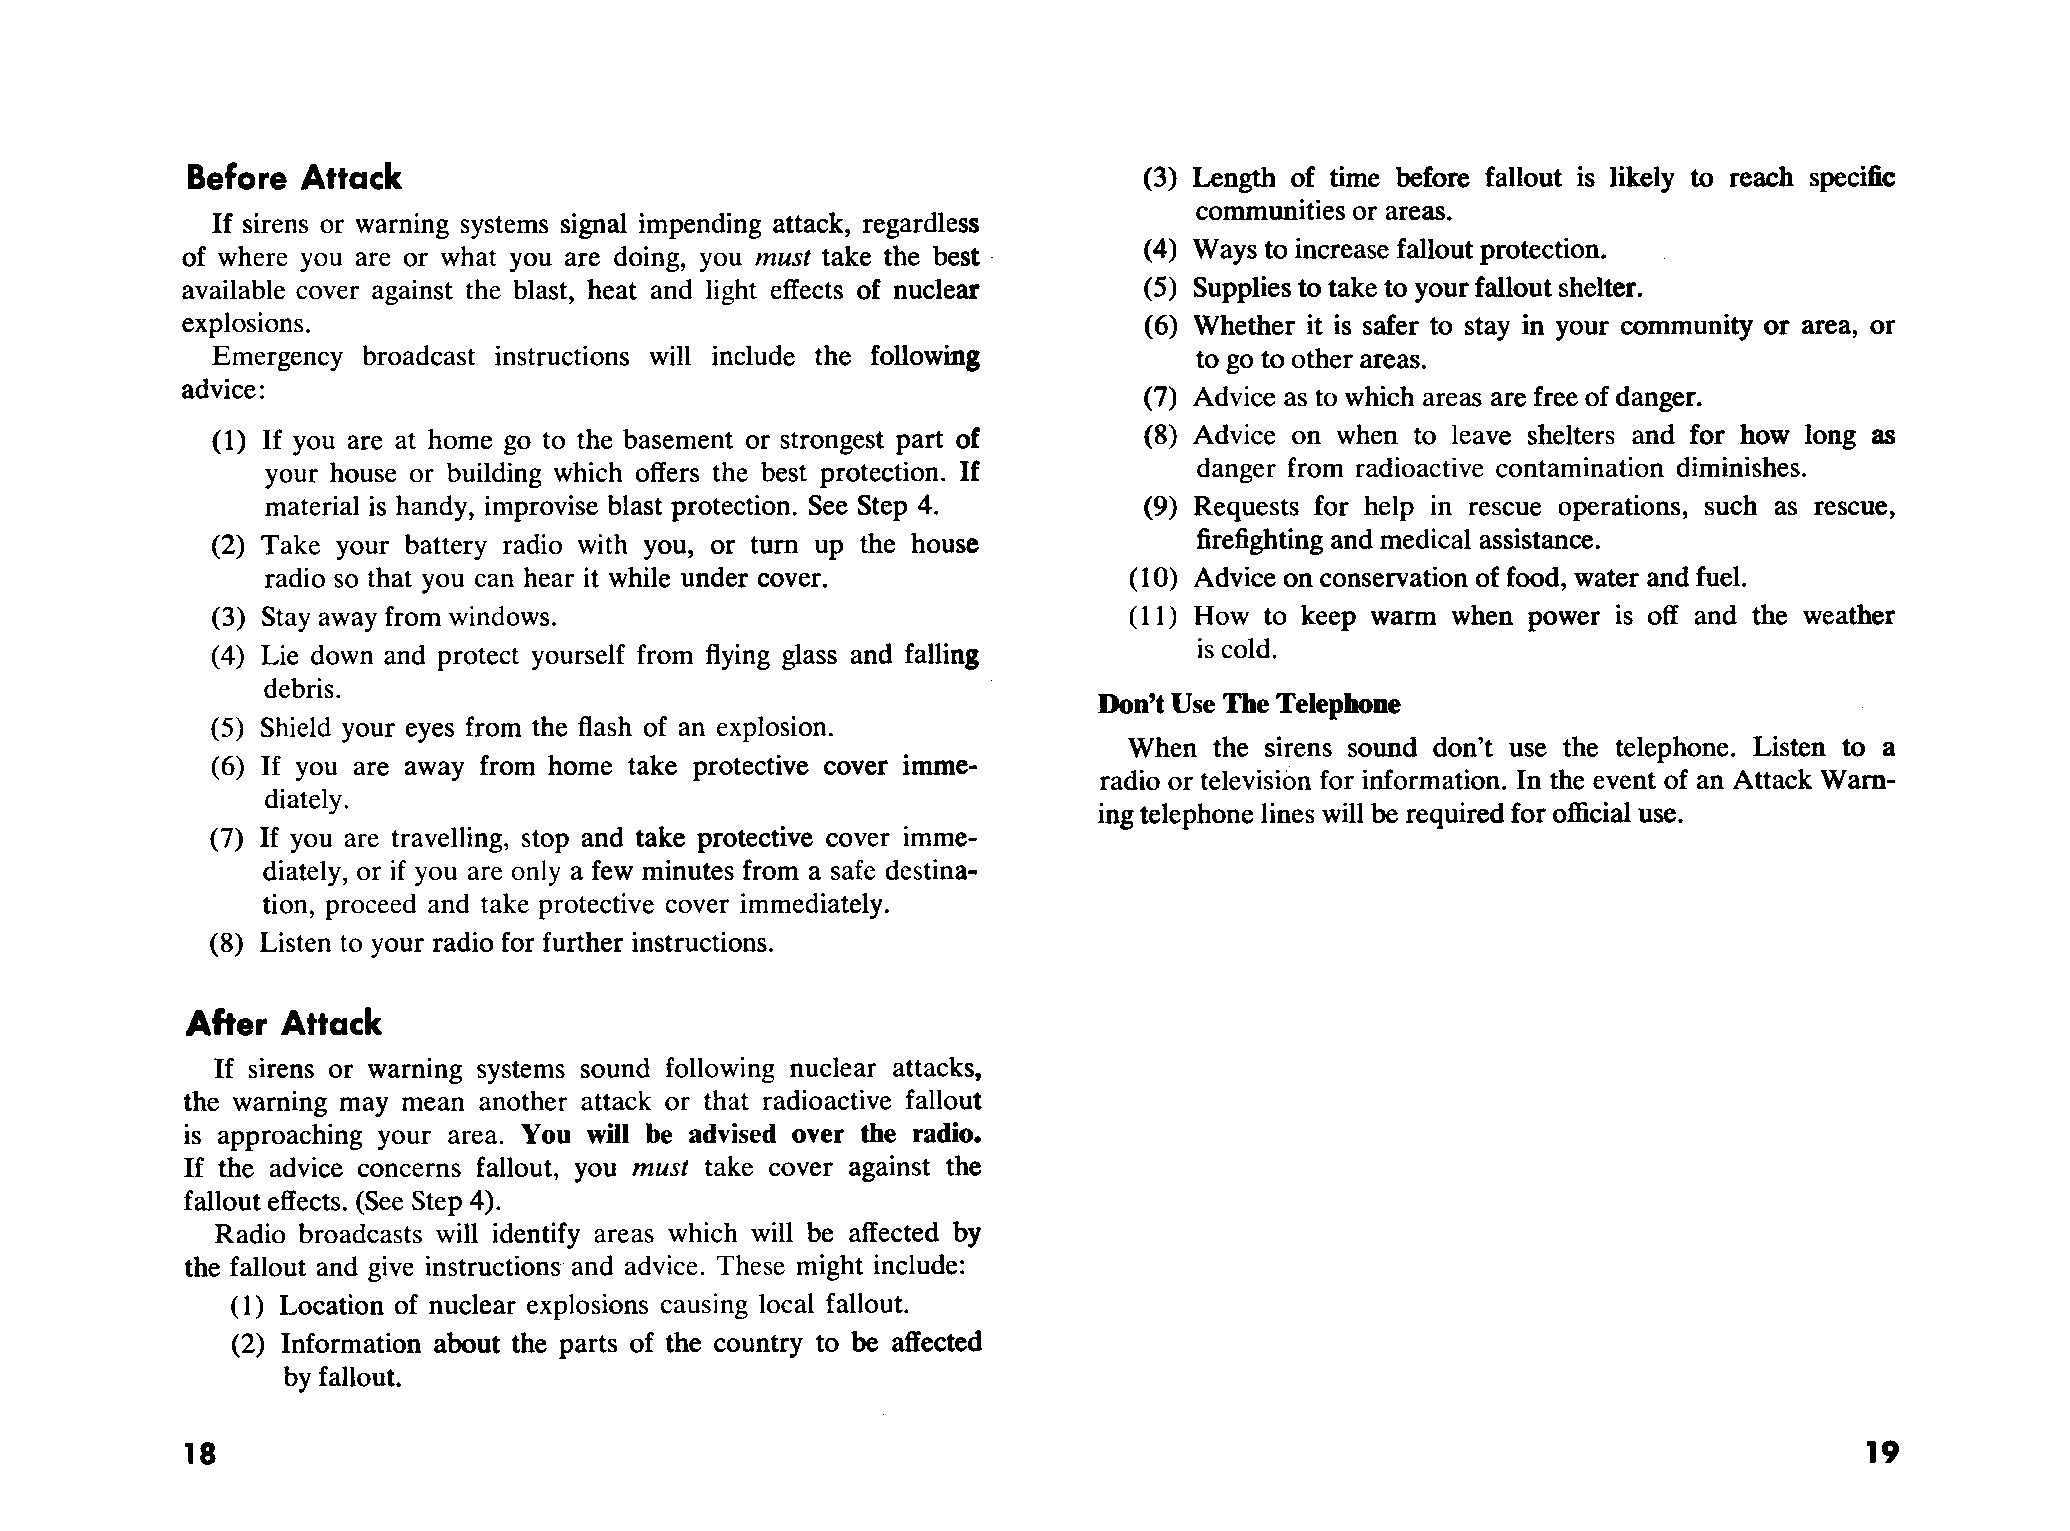 Before Attack
If sirens or warning systems signal impending attack, regardless
of where you are or what you are doing, you must take the best
available cover against the blast, heat and light effects of nuclear
explosions.
Emergency broadcast instructions will include the following
advice:
(1) If you are at home go to the basement or strongest part of
your house or building which offers the best protection. If
material is handy, improvise blast protection. See Step 4.
(2) Take your battery radio with you, or turn up the house
radio so that you can hear it while under cover.
(3) Stay away from windows.
(4) Lie down and protect yourself from flying glass and falling
debris.
(5) Shield your eyes from the flash of an explosion.
(6) If you are away from home take protective cover imme-
diately.
(7) If you are travelling, stop and take protective cover imme-
diately, or if you are only a few minutes from a safe destina-
tion, proceed and take protective cover immediately.
(8) Listen to your radio for further instructions.
After Attack
If sirens or warning systems sound following nuclear attacks,
the warning may mean another attack or that radioactive fallout
is approaching your area. You will be advised over the radio.
If the advice concerns fallout, you must take cover against the
fallout effects. (See Step 4).
Radio broadcasts will identify areas which will be affected by
the fallout and give instructions and advice. These might include:
(1) Location of nuclear explosions causing local fallout.
(2) Information about the parts of the country to be affected
by fallout.
18
(3) Length of time before fallout is likely to reach specific
communities or areas.
(4) Ways to increase fallout protection.
(5) Supplies to take to your fallout shelter.
(6) Whether it is safer to stay in your community or area, or
to go to other areas.
(7) Advice as to which areas are free of danger.
(8) Advice on when to leave shelters and for how long as
danger from radioactive contamination diminishes.
(9) Requests for help in rescue operations, such as rescue,
firefighting and medical assistance.
(10) Advice on conservation of food, water and fuel.
(11) How to keep warm when power is off and the weather
is cold.
Don't Use The Telephone
When the sirens sound don't use the telephone. Listen to a
radio or television for information. In the event of an Attack Warn-
ing telephone lines will be required for official use.
19